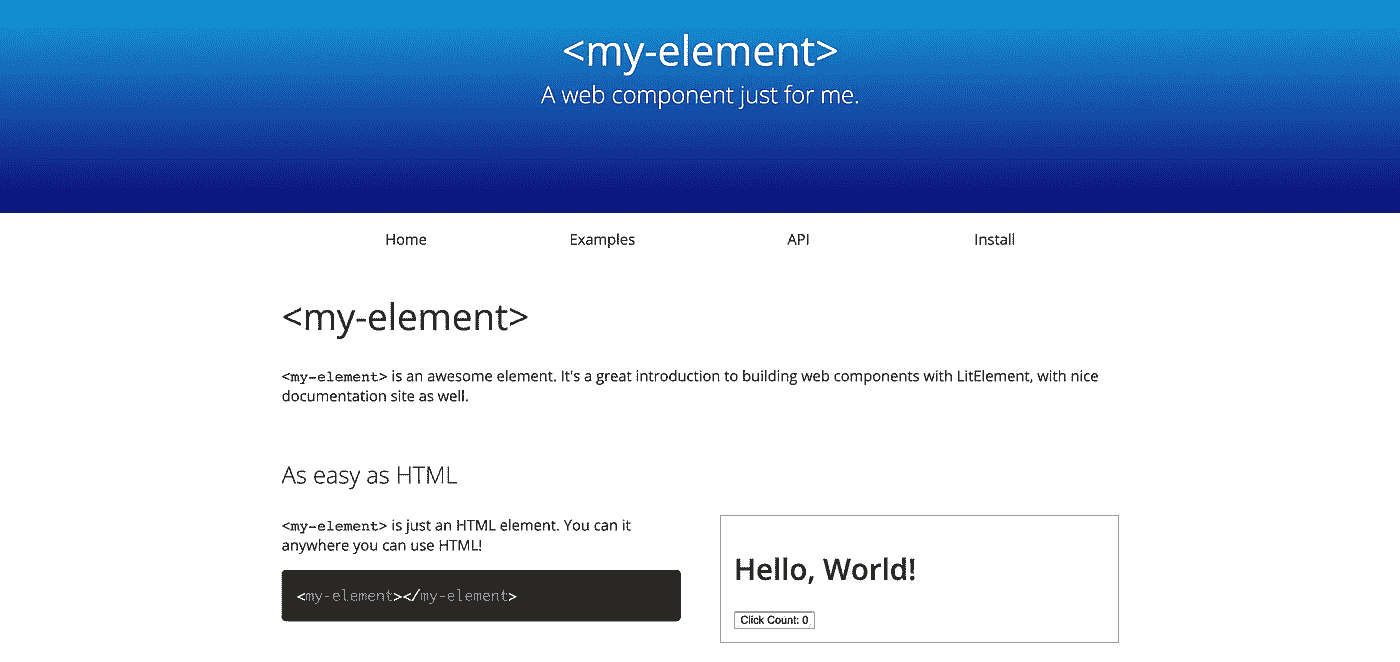 <my-element>
A web component just for me.
Home Examples API Install
<my-element>
<my-element> is an awesome element. It's a great introduction to building web components with LitElement, with nice
documentation site as well.
As easy as HTML
<my-element> is just an HTML element. You can it
anywhere you can use HTML!
<my-element></my-element>
Hello, World!
Click Count: 0